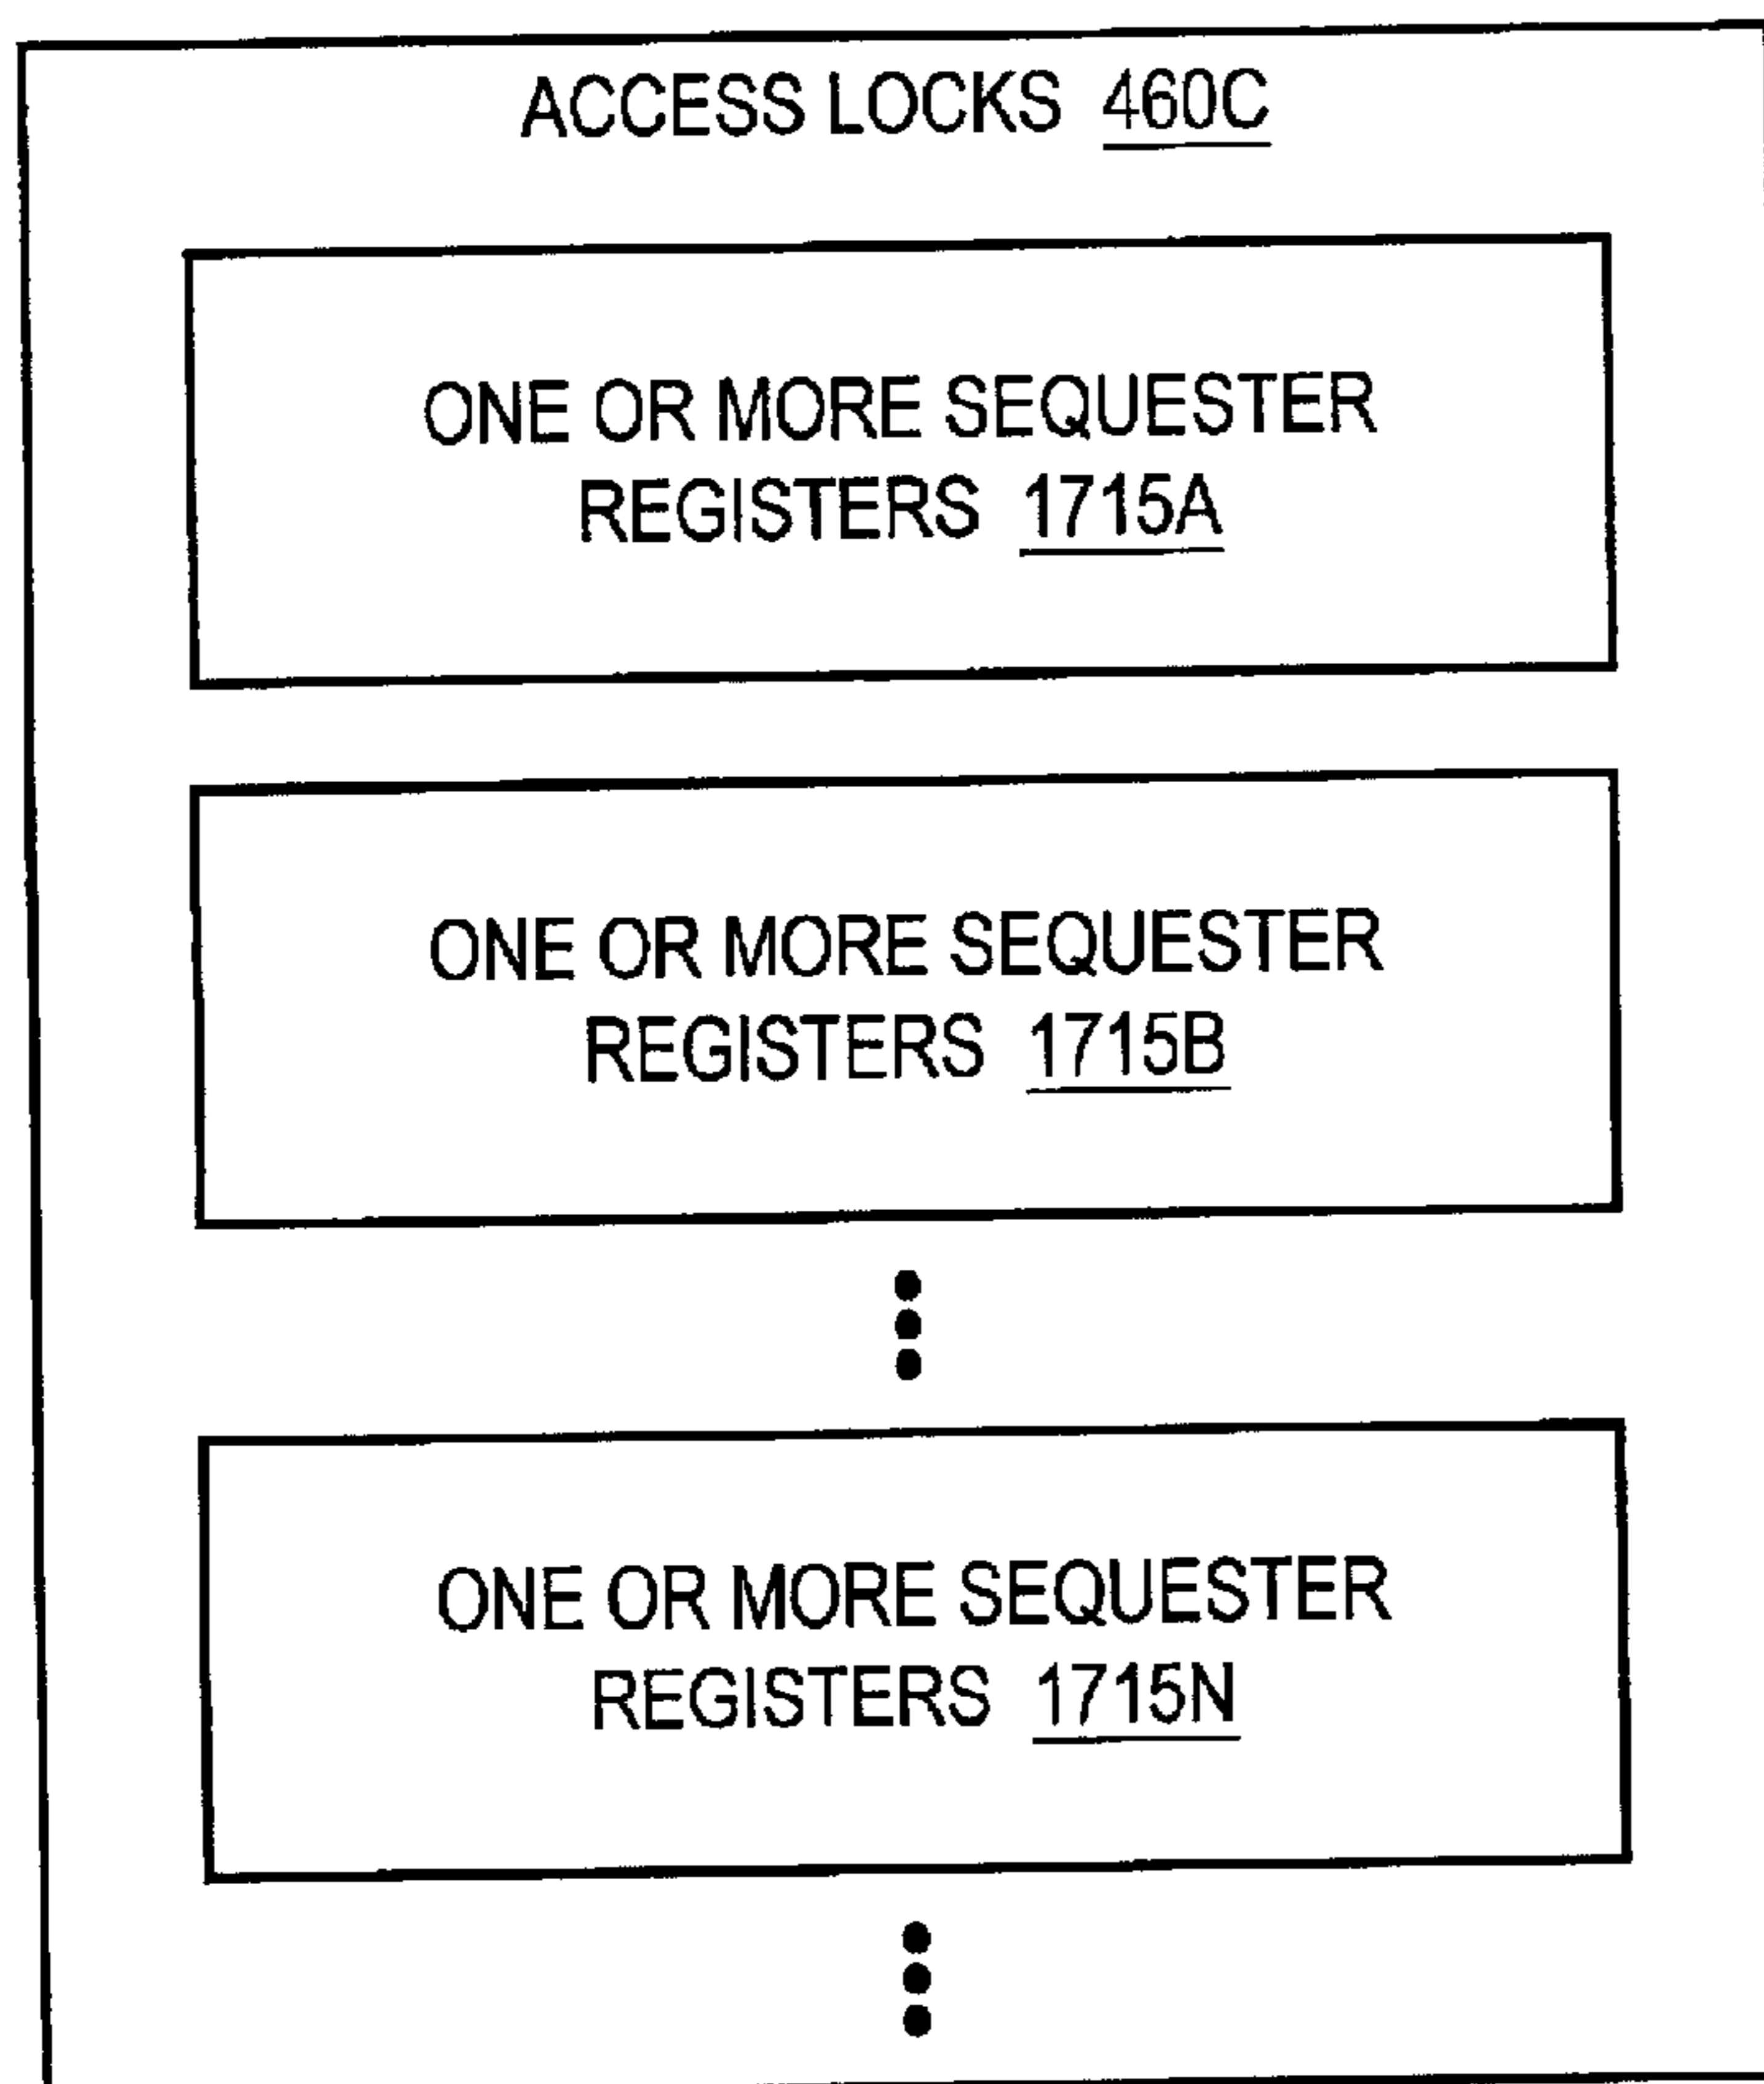 ACCESS LOCKS 460C
ONE OR MORE SEQUESTER
REGISTERS 1715A
ONE OR MORE SEQUESTER
REGISTERS 1715B
ONE OR MORE SEQUESTER
REGISTERS 1715N